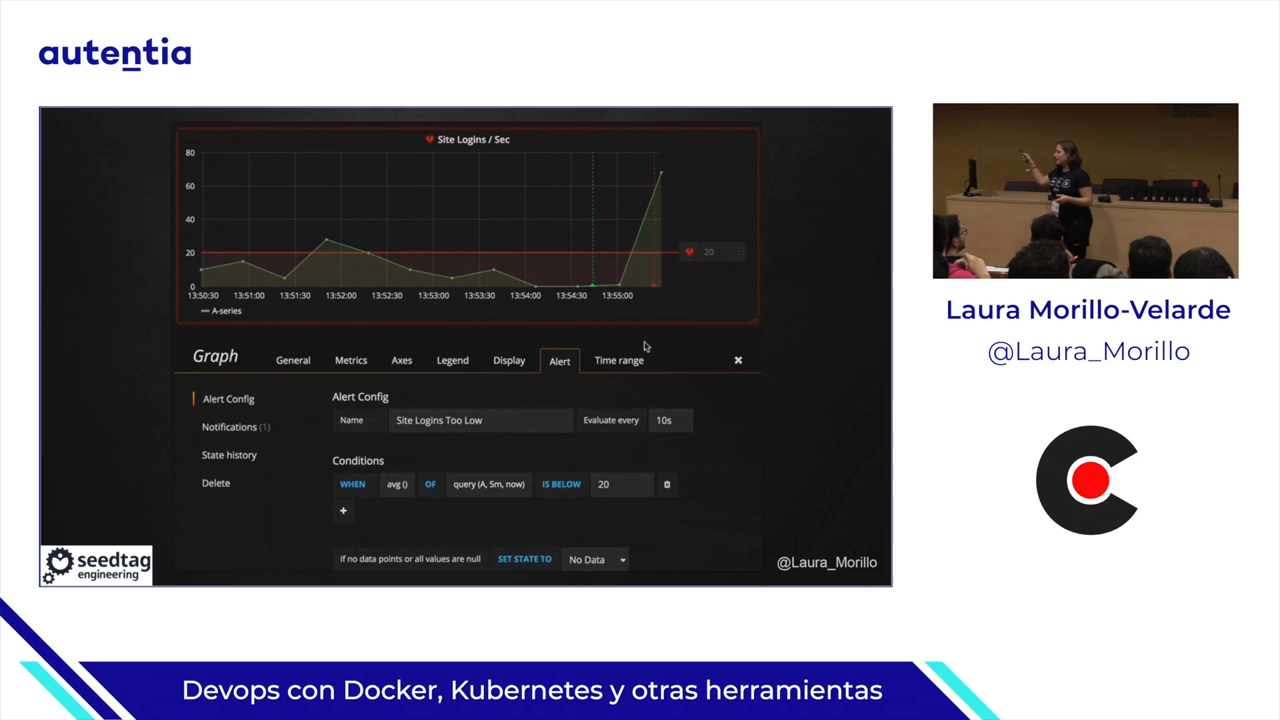 autentia
Site Logins / Sec
80
60
40
20
0
20
13:50:30 13:51:00 13:51:30 13:52:00 13:52:30 13:53:00 13:53:30 13:54:00 13:54:30 13:55:00
A-series
Graph General Metrics Axes Legend Display Alert Time range
Alert Config
Notifications (1)
State history
Delete
Alert Config
Name Site Logins Too Low Evaluate every 10s
Conditions
WHEN avg () OF query (A, 5m, now) IS BELOW 20
+
If no data points or all values are null SET STATE TO No Data
seedtag
engineering
@Laura_Morillo
Laura Morillo-Velarde
@Laura_Morillo
Devops con Docker, Kubernetes y otras herramientas